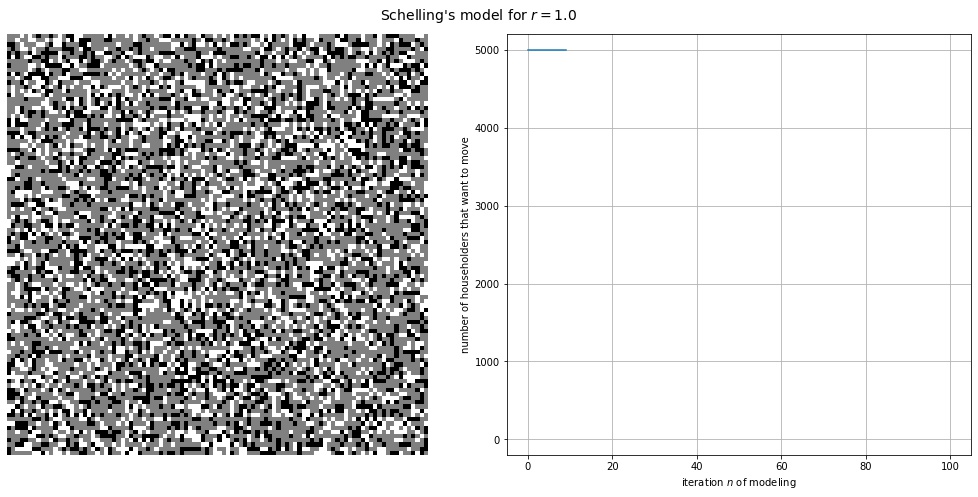 Schelling's model for r = 1.0
number of householders that want to move
5000
4000
3000
2000
1000
0
0 20 40 60 80 100
iteration n of modeling